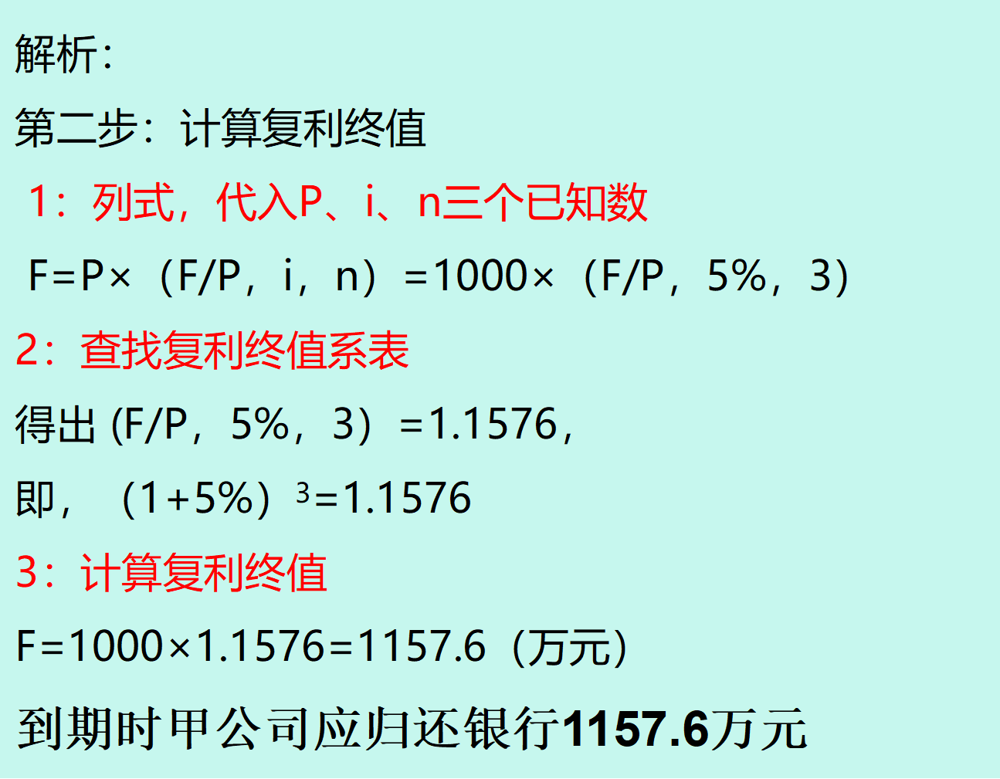 解析：
第二步：计算复利终值
1：列式，代入P、i、n三个已知数
F=P×（F/P，i，n）=1000×（F/P，5%，3）
2：查找复利终值系表
得出 (F/P，5%，3）=1.1576，
即，（1+5%）³=1.1576
3：计算复利终值
F=1000×1.1576=1157.6（万元）
到期时甲公司应归还银行1157.6万元